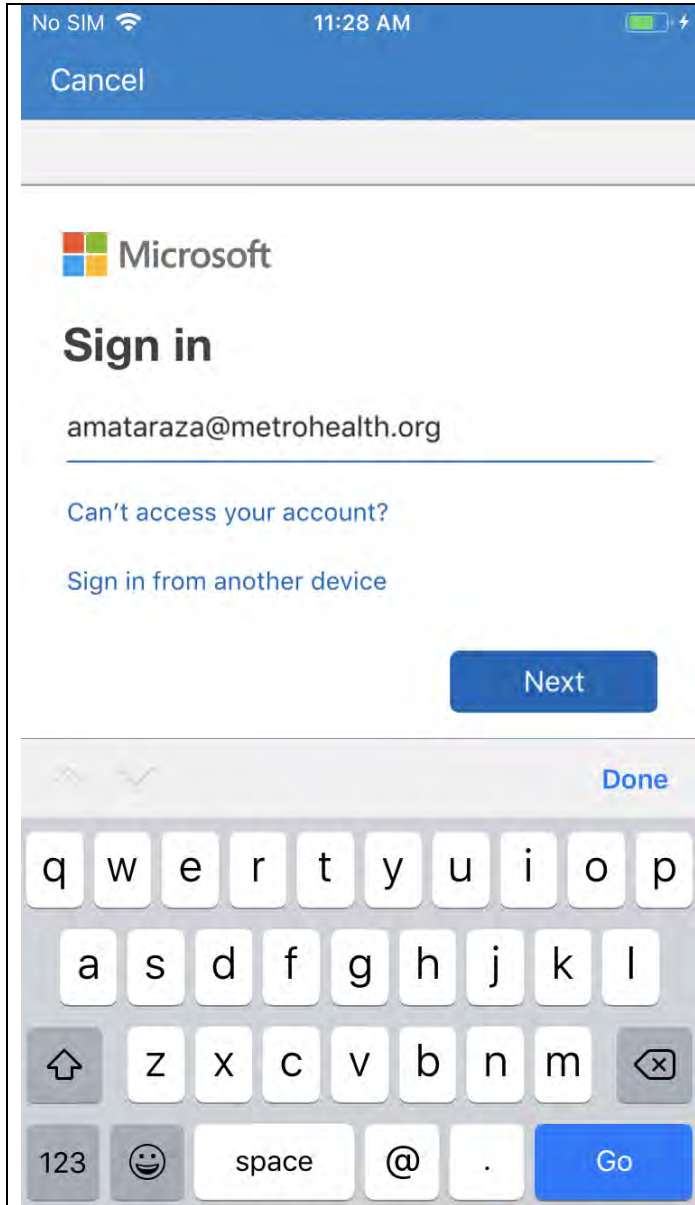 No SIM 11:28 AM
Cancel
Microsoft
Sign in
amataraza@metrohealth.org
Can't access your account?
Sign in from another device
Next
Done
q w e r t y u i o p
a s d f g h j k l
z x c v b n m
123 space @ . Go